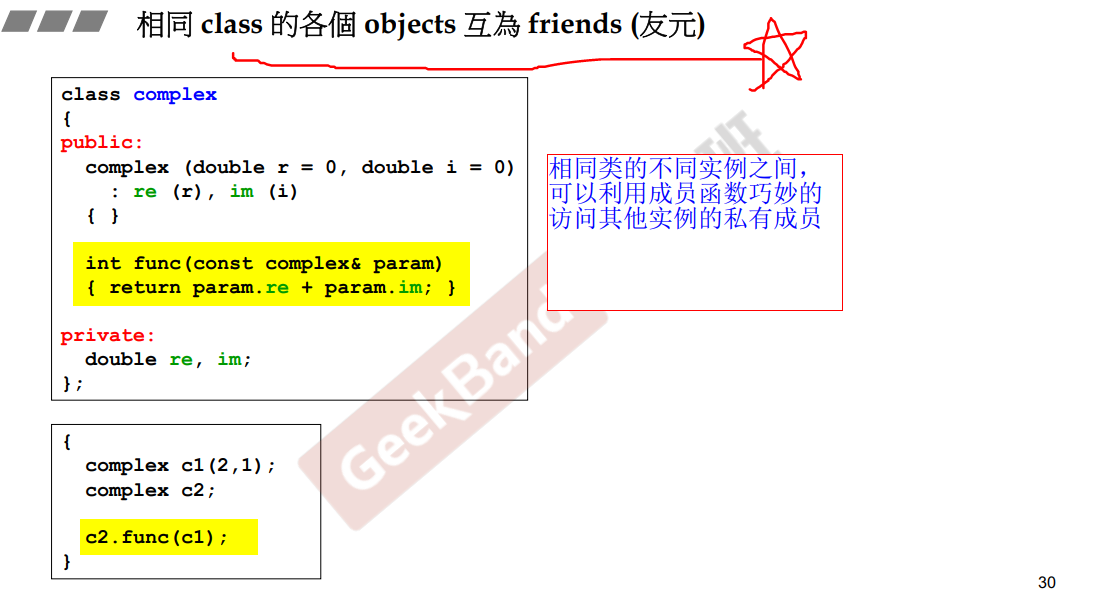 相同 class 的各個 objects 互為 friends (友元)
class complex
{
public:
complex (double r = 0, double i = 0)
: re (r), im (i)
{ }
int func(const complex& param)
{ return param.re + param.im; }
private:
double re, im;
};
相同类的不同实例之间，
可以利用成员函数巧妙的
访问其他实例的私有成员
{
complex c1(2,1);
complex c2;
c2.func(c1);
}
GeekBand
班
30